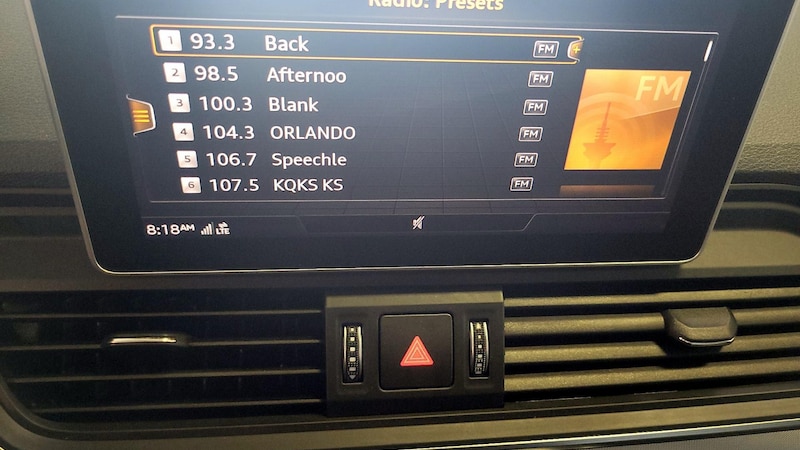 Radio: Presets
1 93.3 Back FM
2 98.5 Afternoo FM
3 100.3 Blank FM
4 104.3 ORLANDO FM
5 106.7 Speechle FM
6 107.5 KQKS KS FM
FM
8:18AM LTE